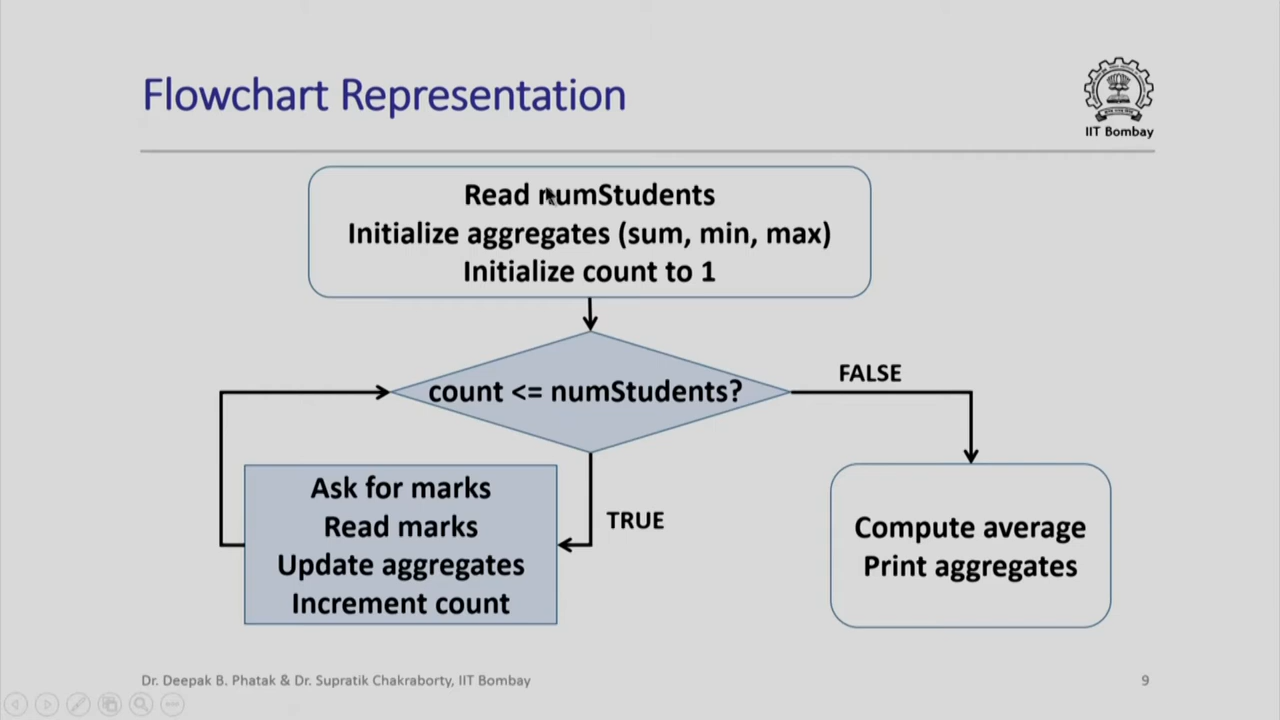 Flowchart Representation
IIT Bombay
Read numStudents
Initialize aggregates (sum, min, max)
Initialize count to 1
count <= numStudents?
FALSE
TRUE
Ask for marks
Read marks
Update aggregates
Increment count
Compute average
Print aggregates
Dr. Deepak B. Phatak & Dr. Supratik Chakraborty, IIT Bombay
9